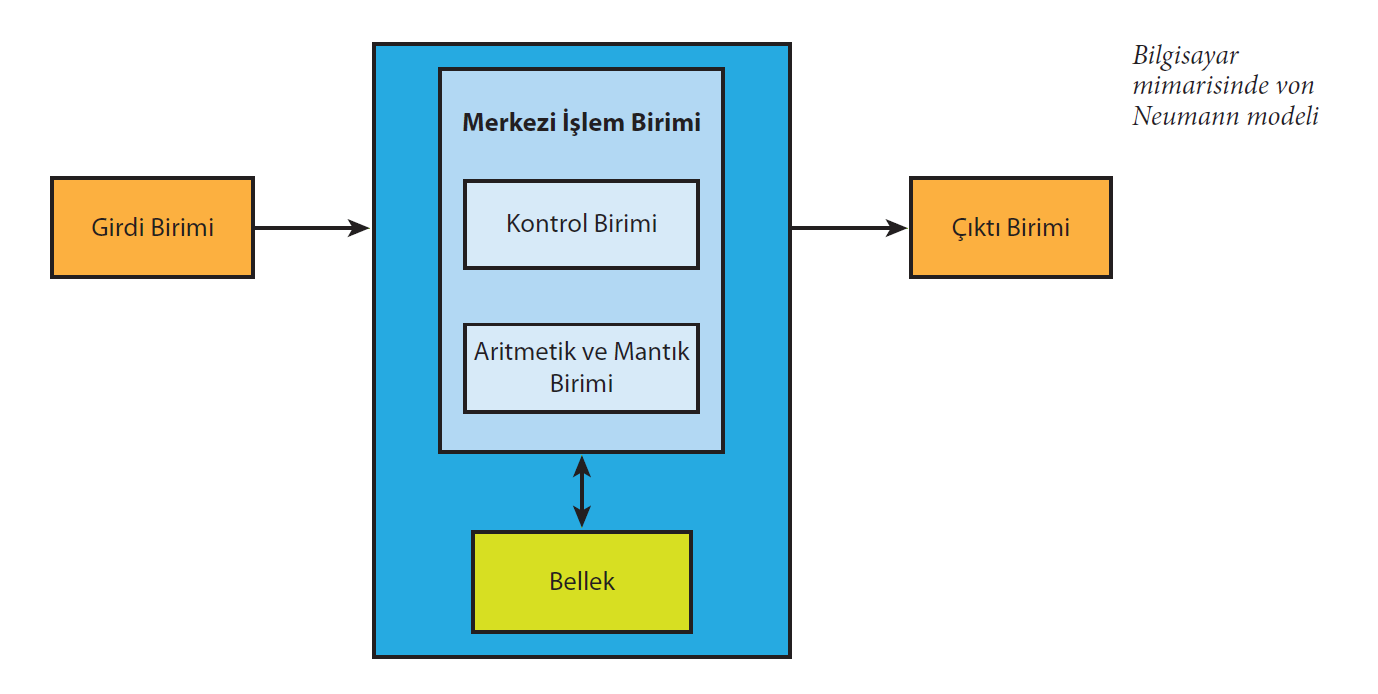 Bilgisayar
mimarisinde von
Neumann modeli
Merkezi İşlem Birimi
Girdi Birimi
Kontrol Birimi
Çıktı Birimi
Aritmetik ve Mantık
Birimi
Bellek